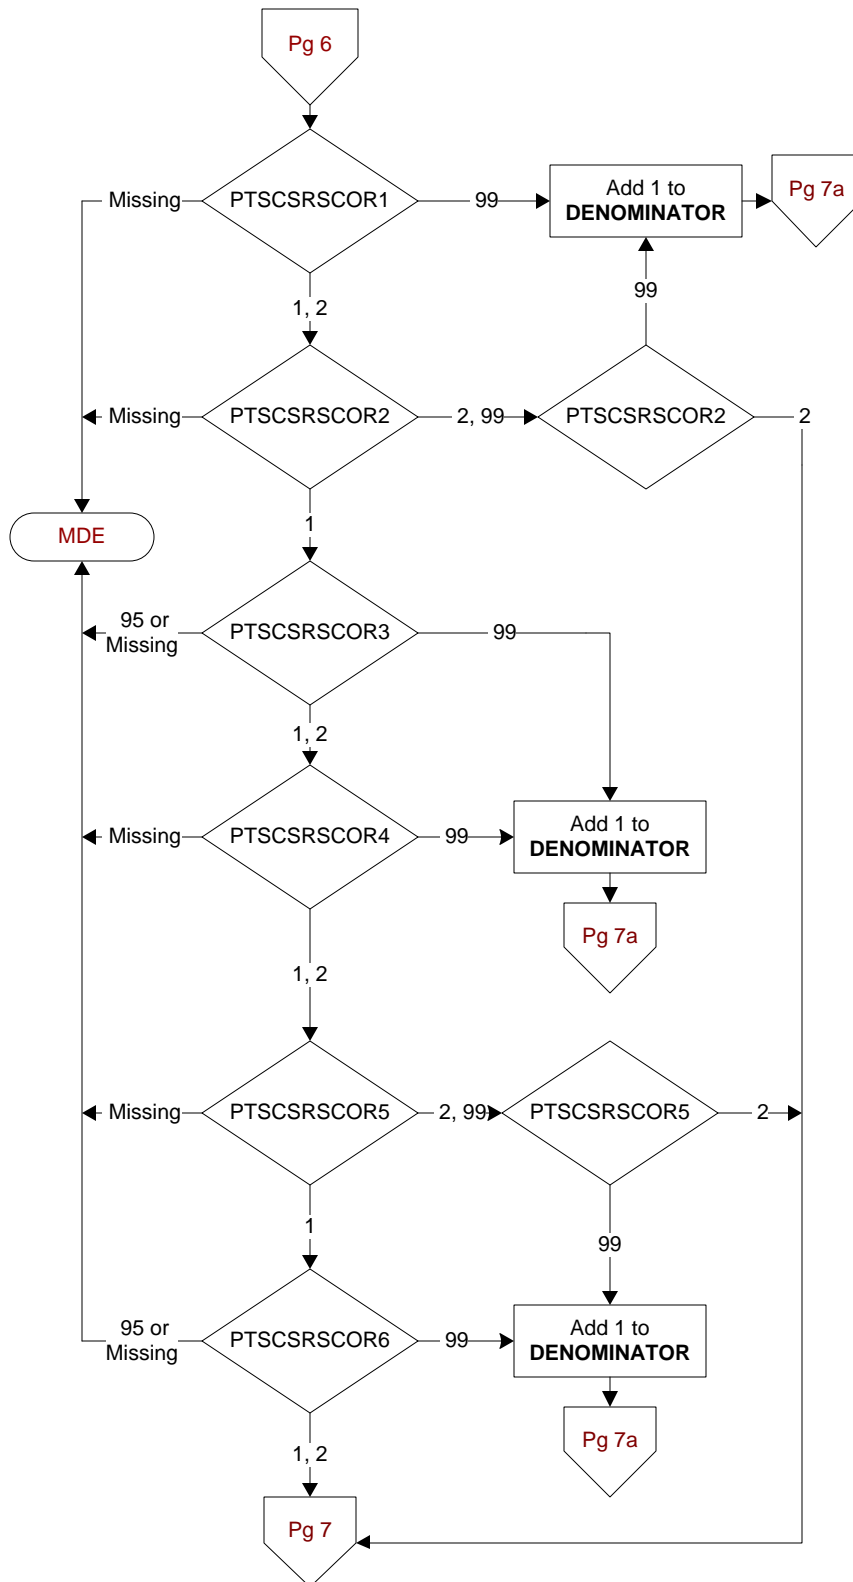 Pg 6
Missing
PTSCSRSCOR1
99
Add 1 to
DENOMINATOR
Pg 7a
1, 2
99
Missing
PTSCSRSCOR2
2, 99
PTSCSRSCOR2
2
MDE
1
95 or
Missing
PTSCSRSCOR3
99
1, 2
Missing
PTSCSRSCOR4
99
Add 1 to
DENOMINATOR
Pg 7a
1, 2
Missing
PTSCSRSCOR5
2, 99
PTSCSRSCOR5
2
1
99
95 or
Missing
PTSCSRSCOR6
99
Add 1 to
DENOMINATOR
Pg 7a
1, 2
Pg 7